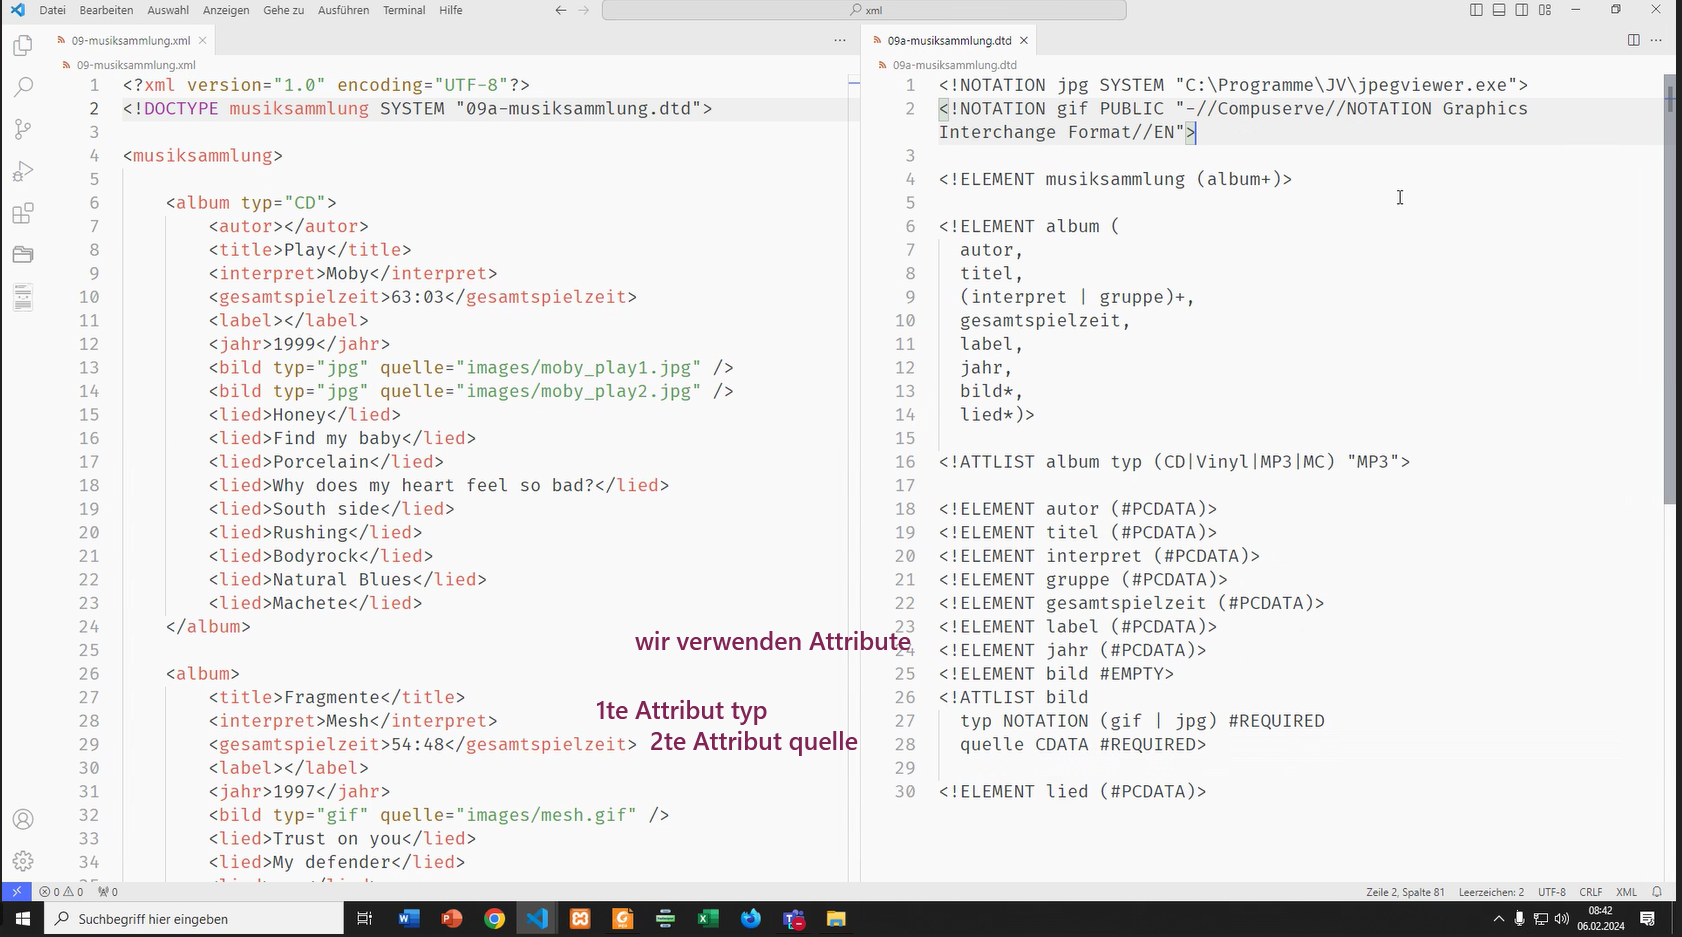 Datei Bearbeiten Auswahl Anzeigen Gehe zu Ausführen Terminal Hilfe
xml
09-musiksammlung.xml
09-musiksammlung.xml
1 <?xml version="1.0" encoding="UTF-8"?>
2 <!DOCTYPE musiksammlung SYSTEM "09a-musiksammlung.dtd">
3
4 <musiksammlung>
5
6 <album typ="CD">
7 <autor></autor>
8 <title>Play</title>
9 <interpret>Moby</interpret>
10 <gesamtspielzeit>63:03</gesamtspielzeit>
11 <label></label>
12 <jahr>1999</jahr>
13 <bild typ="jpg" quelle="images/moby_play1.jpg" />
14 <bild typ="jpg" quelle="images/moby_play2.jpg" />
15 <lied>Honey</lied>
16 <lied>Find my baby</lied>
17 <lied>Porcelain</lied>
18 <lied>Why does my heart feel so bad?</lied>
19 <lied>South side</lied>
20 <lied>Rushing</lied>
21 <lied>Bodyrock</lied>
22 <lied>Natural Blues</lied>
23 <lied>Machete</lied>
24 </album>
25
26 <album>
27 <title>Fragmente</title>
28 <interpret>Mesh</interpret>
29 <gesamtspielzeit>54:48</gesamtspielzeit>
30 <label></label>
31 <jahr>1997</jahr>
32 <bild typ="gif" quelle="images/mesh.gif" />
33 <lied>Trust on you</lied>
34 <lied>My defender</lied>
wir verwenden Attribute
1te Attribut typ
2te Attribut quelle
09a-musiksammlung.dtd
09a-musiksammlung.dtd
1 <!NOTATION jpg SYSTEM "C:\Programme\JV\jpegviewer.exe">
2 <!NOTATION gif PUBLIC "-//Compuserve//NOTATION Graphics
Interchange Format//EN">
3
4 <!ELEMENT musiksammlung (album+)>
5
6 <!ELEMENT album (
7 autor,
8 titel,
9 (interpret | gruppe)+,
10 gesamtspielzeit,
11 label,
12 jahr,
13 bild*,
14 lied*)>
15
16 <!ATTLIST album typ (CD|Vinyl|MP3|MC) "MP3">
17
18 <!ELEMENT autor (#PCDATA)>
19 <!ELEMENT titel (#PCDATA)>
20 <!ELEMENT interpret (#PCDATA)>
21 <!ELEMENT gruppe (#PCDATA)>
22 <!ELEMENT gesamtspielzeit (#PCDATA)>
23 <!ELEMENT label (#PCDATA)>
24 <!ELEMENT jahr (#PCDATA)>
25 <!ELEMENT bild #EMPTY>
26 <!ATTLIST bild
27 typ NOTATION (gif | jpg) #REQUIRED
28 quelle CDATA #REQUIRED>
29
30 <!ELEMENT lied (#PCDATA)>
0 0 0
Zeile 2, Spalte 81 Leerzeichen: 2 UTF-8 CRLF XML
Suchbegriff hier eingeben
08:42
06.02.2024